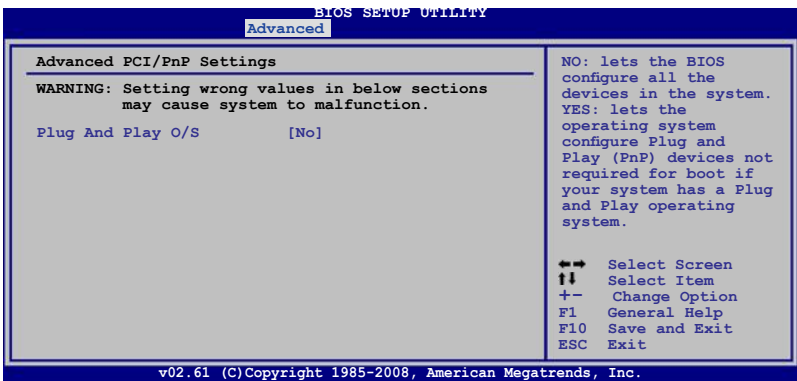 BIOS SETUP UTILITY
Advanced
Advanced PCI/PnP Settings
WARNING: Setting wrong values in below sections
may cause system to malfunction.
Plug And Play O/S [No]
NO: lets the BIOS
configure all the
devices in the system.
YES: lets the
operating system
configure Plug and
Play (PnP) devices not
required for boot if
your system has a Plug
and Play operating
system.
←→ Select Screen
↑↓ Select Item
+- Change Option
F1 General Help
F10 Save and Exit
ESC Exit
v02.61 (C)Copyright 1985-2008, American Megatrends, Inc.